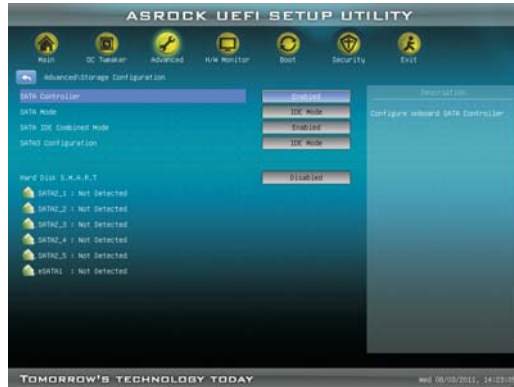 ASROCK UEFI SETUP UTILITY
Main OC Tweaker Advanced H/W Monitor Boot Security Exit
Advanced\Storage Configuration
SATA Controller Enabled
SATA Mode IDE Mode
SATA IDE Combined Mode Enabled
SATA3 Configuration IDE Mode
Hard Disk S.M.A.R.T Disabled
SATA2_1 : Not Detected
SATA2_2 : Not Detected
SATA2_3 : Not Detected
SATA2_4 : Not Detected
SATA2_5 : Not Detected
eSATA1 : Not Detected
Description
Configure onboard SATA Controller
TOMORROW'S TECHNOLOGY TODAY